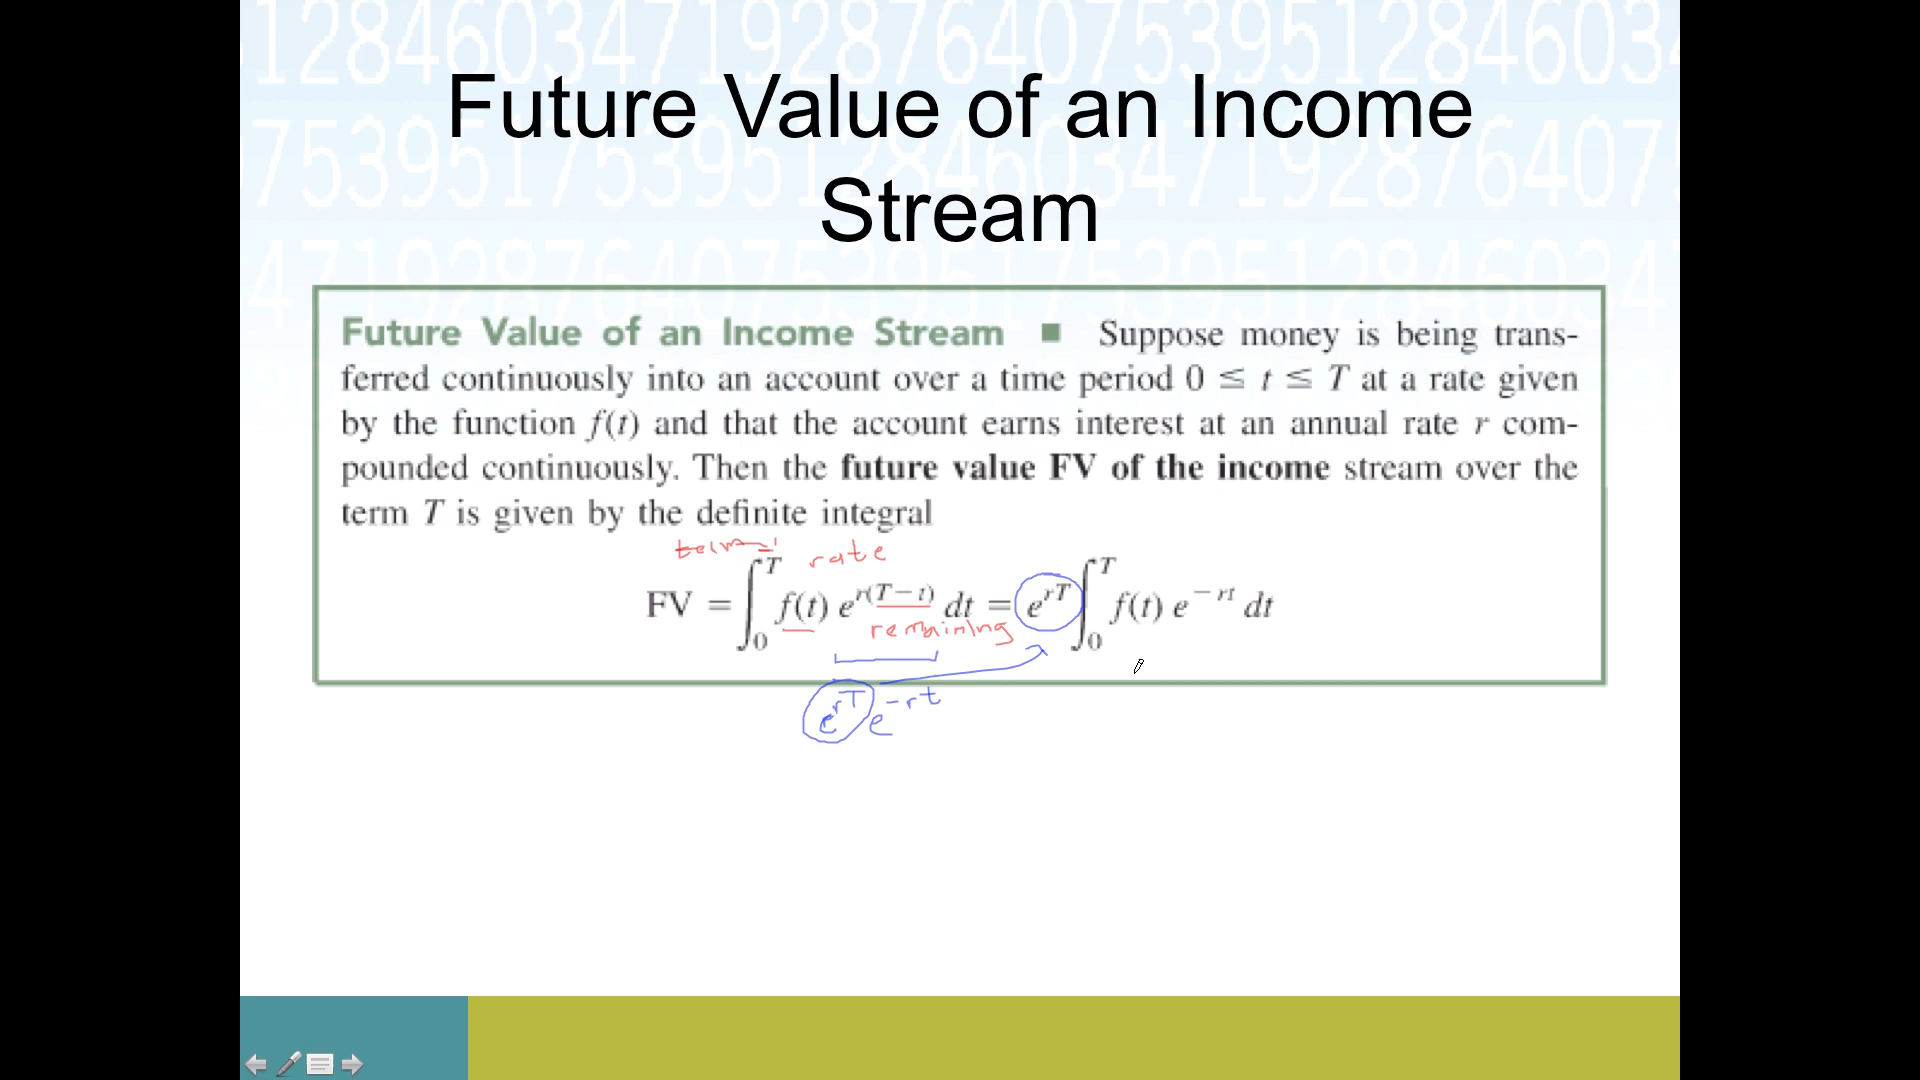 Future Value of an Income
Stream
Future Value of an Income Stream ■ Suppose money is being trans-
ferred continuously into an account over a time period 0 ≤ t ≤ T at a rate given
by the function f(t) and that the account earns interest at an annual rate r com-
pounded continuously. Then the future value FV of the income stream over the
term T is given by the definite integral
rate
FV = ∫₀ᵀ f(t) e^{r(T−t)} dt = e^{rT} ∫₀ᵀ f(t) e^{−rt} dt
remaining
e^{rT} e^{-rt}